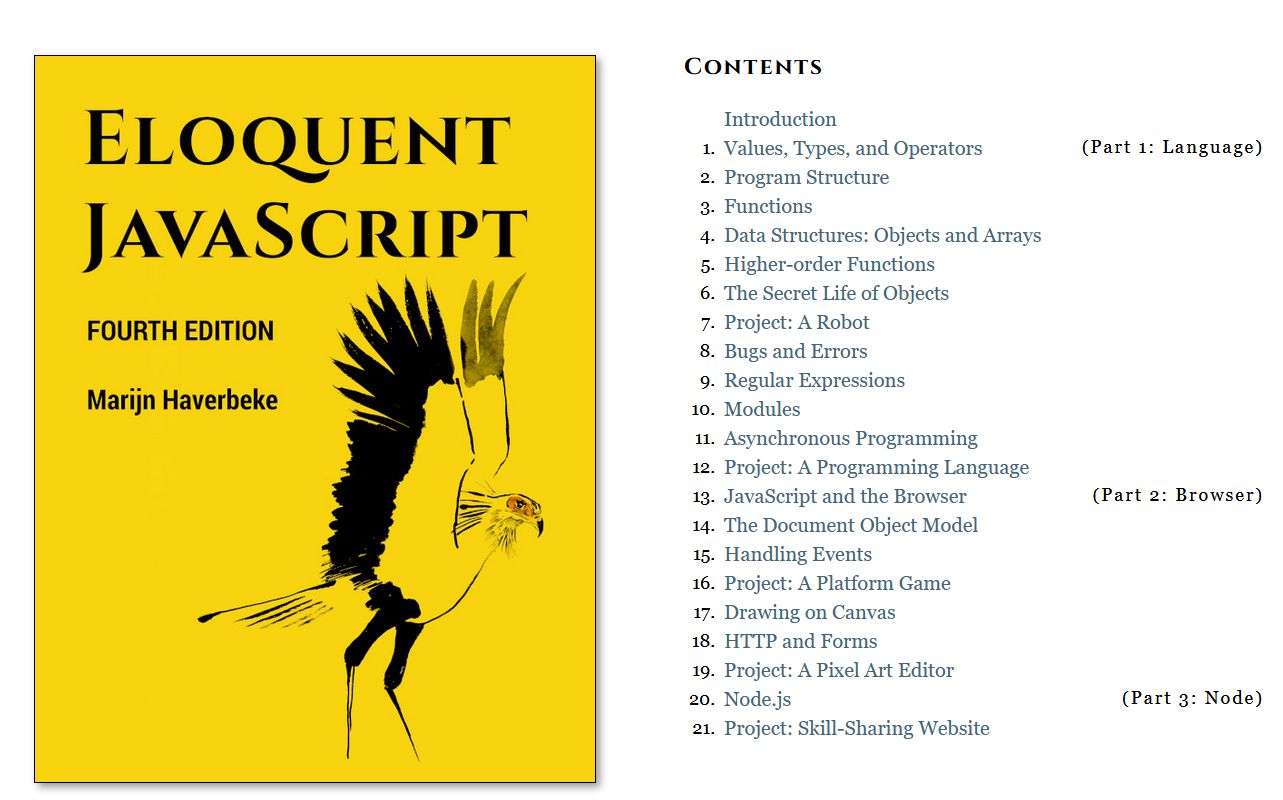 ELOQUENT
JAVASCRIPT
FOURTH EDITION
Marijn Haverbeke
CONTENTS
Introduction
1. Values, Types, and Operators (Part 1: Language)
2. Program Structure
3. Functions
4. Data Structures: Objects and Arrays
5. Higher-order Functions
6. The Secret Life of Objects
7. Project: A Robot
8. Bugs and Errors
9. Regular Expressions
10. Modules
11. Asynchronous Programming
12. Project: A Programming Language
13. JavaScript and the Browser (Part 2: Browser)
14. The Document Object Model
15. Handling Events
16. Project: A Platform Game
17. Drawing on Canvas
18. HTTP and Forms
19. Project: A Pixel Art Editor
20. Node.js (Part 3: Node)
21. Project: Skill-Sharing Website